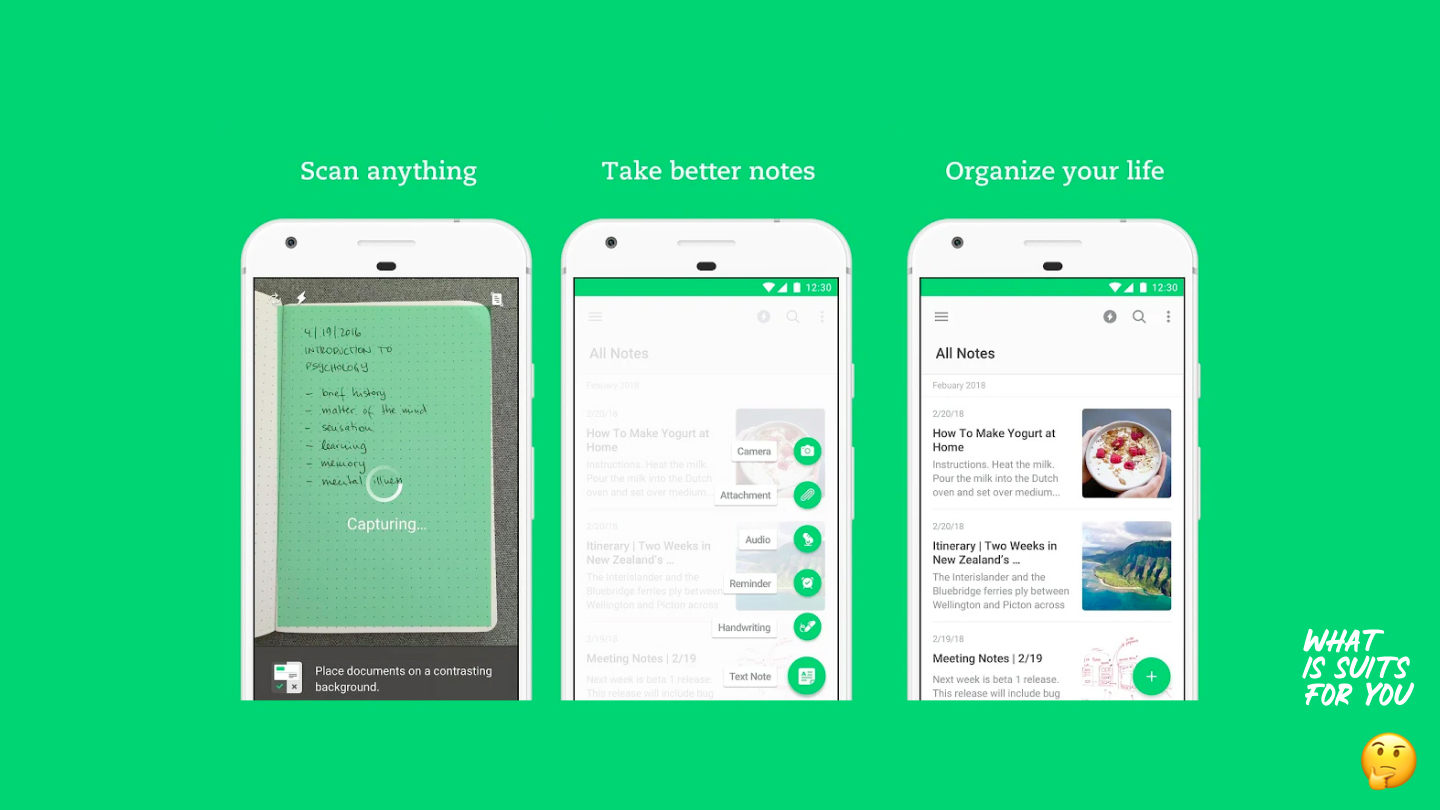 Scan anything
4/19/2016
INTRODUCTION TO
PSYCHOLOGY
- brief history
- matter of the mind
- sensation
- learning
- memory
- mental illness
Capturing...
Place documents on a contrasting
background.
Take better notes
12:30
All Notes
Febuary 2018
2/20/18
How To Make Yogurt at
Home
Instructions. Heat the milk.
Pour the milk into the Dutch
oven and set over medium...
Camera
Attachment
2/20/18
Itinerary | Two Weeks in
New Zealand's ...
The Interislander and the
Bluebridge ferries ply between
Wellington and Picton across
Audio
Reminder
Handwriting
2/19/18
Meeting Notes | 2/19
Next week is beta 1 release.
This release will include bug
Text Note
Organize your life
12:30
All Notes
Febuary 2018
2/20/18
How To Make Yogurt at
Home
Instructions. Heat the milk.
Pour the milk into the Dutch
oven and set over medium...
2/20/18
Itinerary | Two Weeks in
New Zealand's ...
The Interislander and the
Bluebridge ferries ply between
Wellington and Picton across
2/19/18
Meeting Notes | 2/19
Next week is beta 1 release.
This release will include bug
WHAT
IS SUITS
FOR YOU